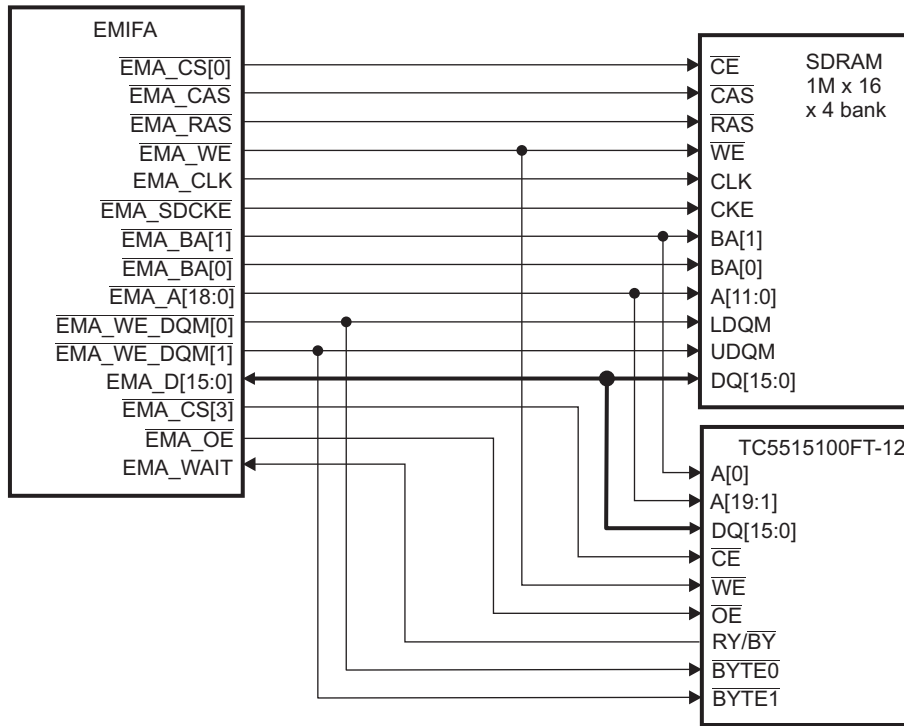 EMIFA
EMA_CS[0]
EMA_CAS
EMA_RAS
EMA_WE
EMA_CLK
EMA_SDCKE
EMA_BA[1]
EMA_BA[0]
EMA_A[18:0]
EMA_WE_DQM[0]
EMA_WE_DQM[1]
EMA_D[15:0]
EMA_CS[3]
EMA_OE
EMA_WAIT
SDRAM
1M x 16
x 4 bank
CE
CAS
RAS
WE
CLK
CKE
BA[1]
BA[0]
A[11:0]
LDQM
UDQM
DQ[15:0]
TC5515100FT-12
A[0]
A[19:1]
DQ[15:0]
CE
WE
OE
RY/BY
BYTE0
BYTE1